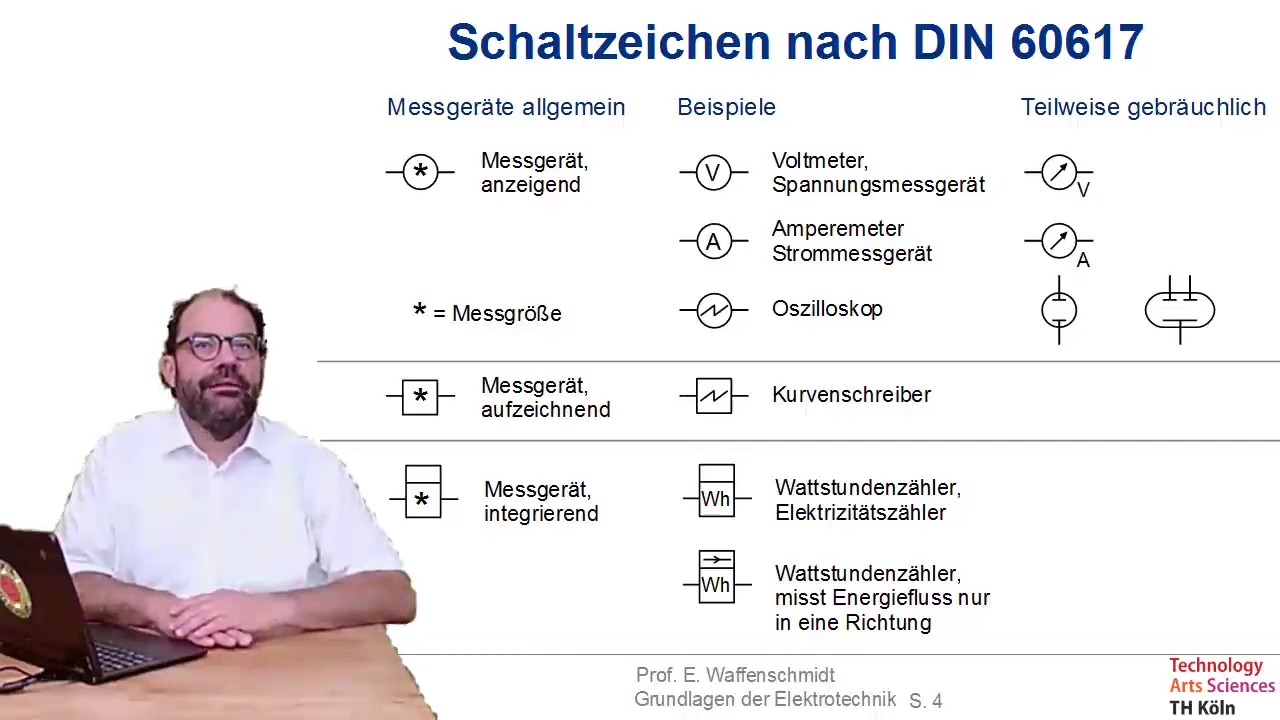 Schaltzeichen nach DIN 60617
Messgeräte allgemein
Beispiele
Teilweise gebräuchlich
*
Messgerät,
anzeigend
V
Voltmeter,
Spannungsmessgerät
V
A
Amperemeter
Strommessgerät
A
* = Messgröße
Oszilloskop
*
Messgerät,
aufzeichnend
Kurvenschreiber
*
Messgerät,
integrierend
Wh
Wattstundenzähler,
Elektrizitätszähler
Wh
Wattstundenzähler,
misst Energiefluss nur
in eine Richtung
Prof. E. Waffenschmidt
Grundlagen der Elektrotechnik S. 4
Technology
Arts Sciences
TH Köln